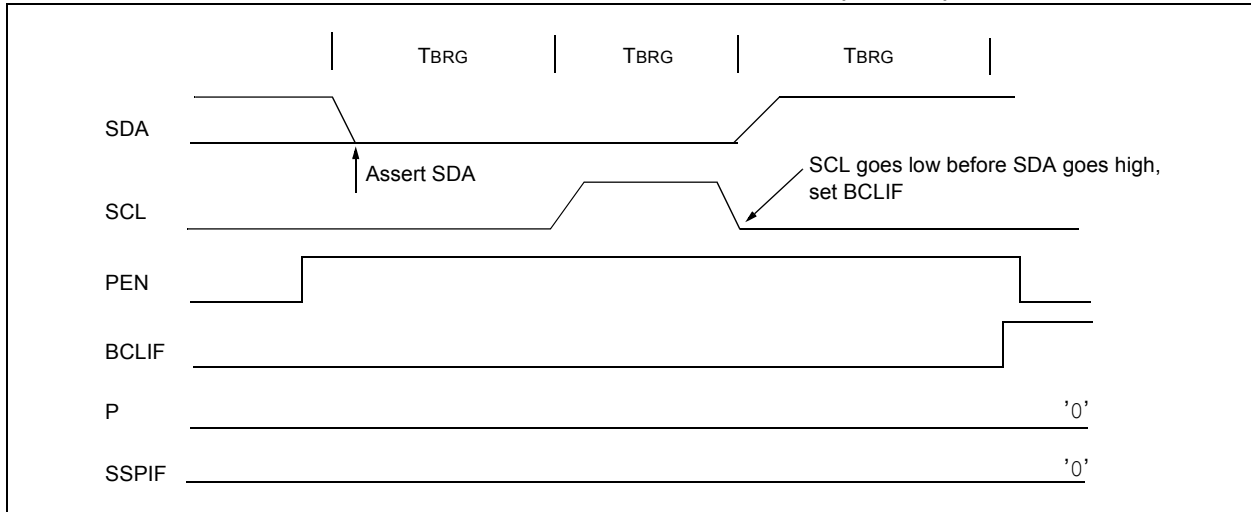 TBRG TBRG TBRG
SDA
Assert SDA
SCL goes low before SDA goes high,
set BCLIF
SCL
PEN
BCLIF
P '0'
SSPIF '0'